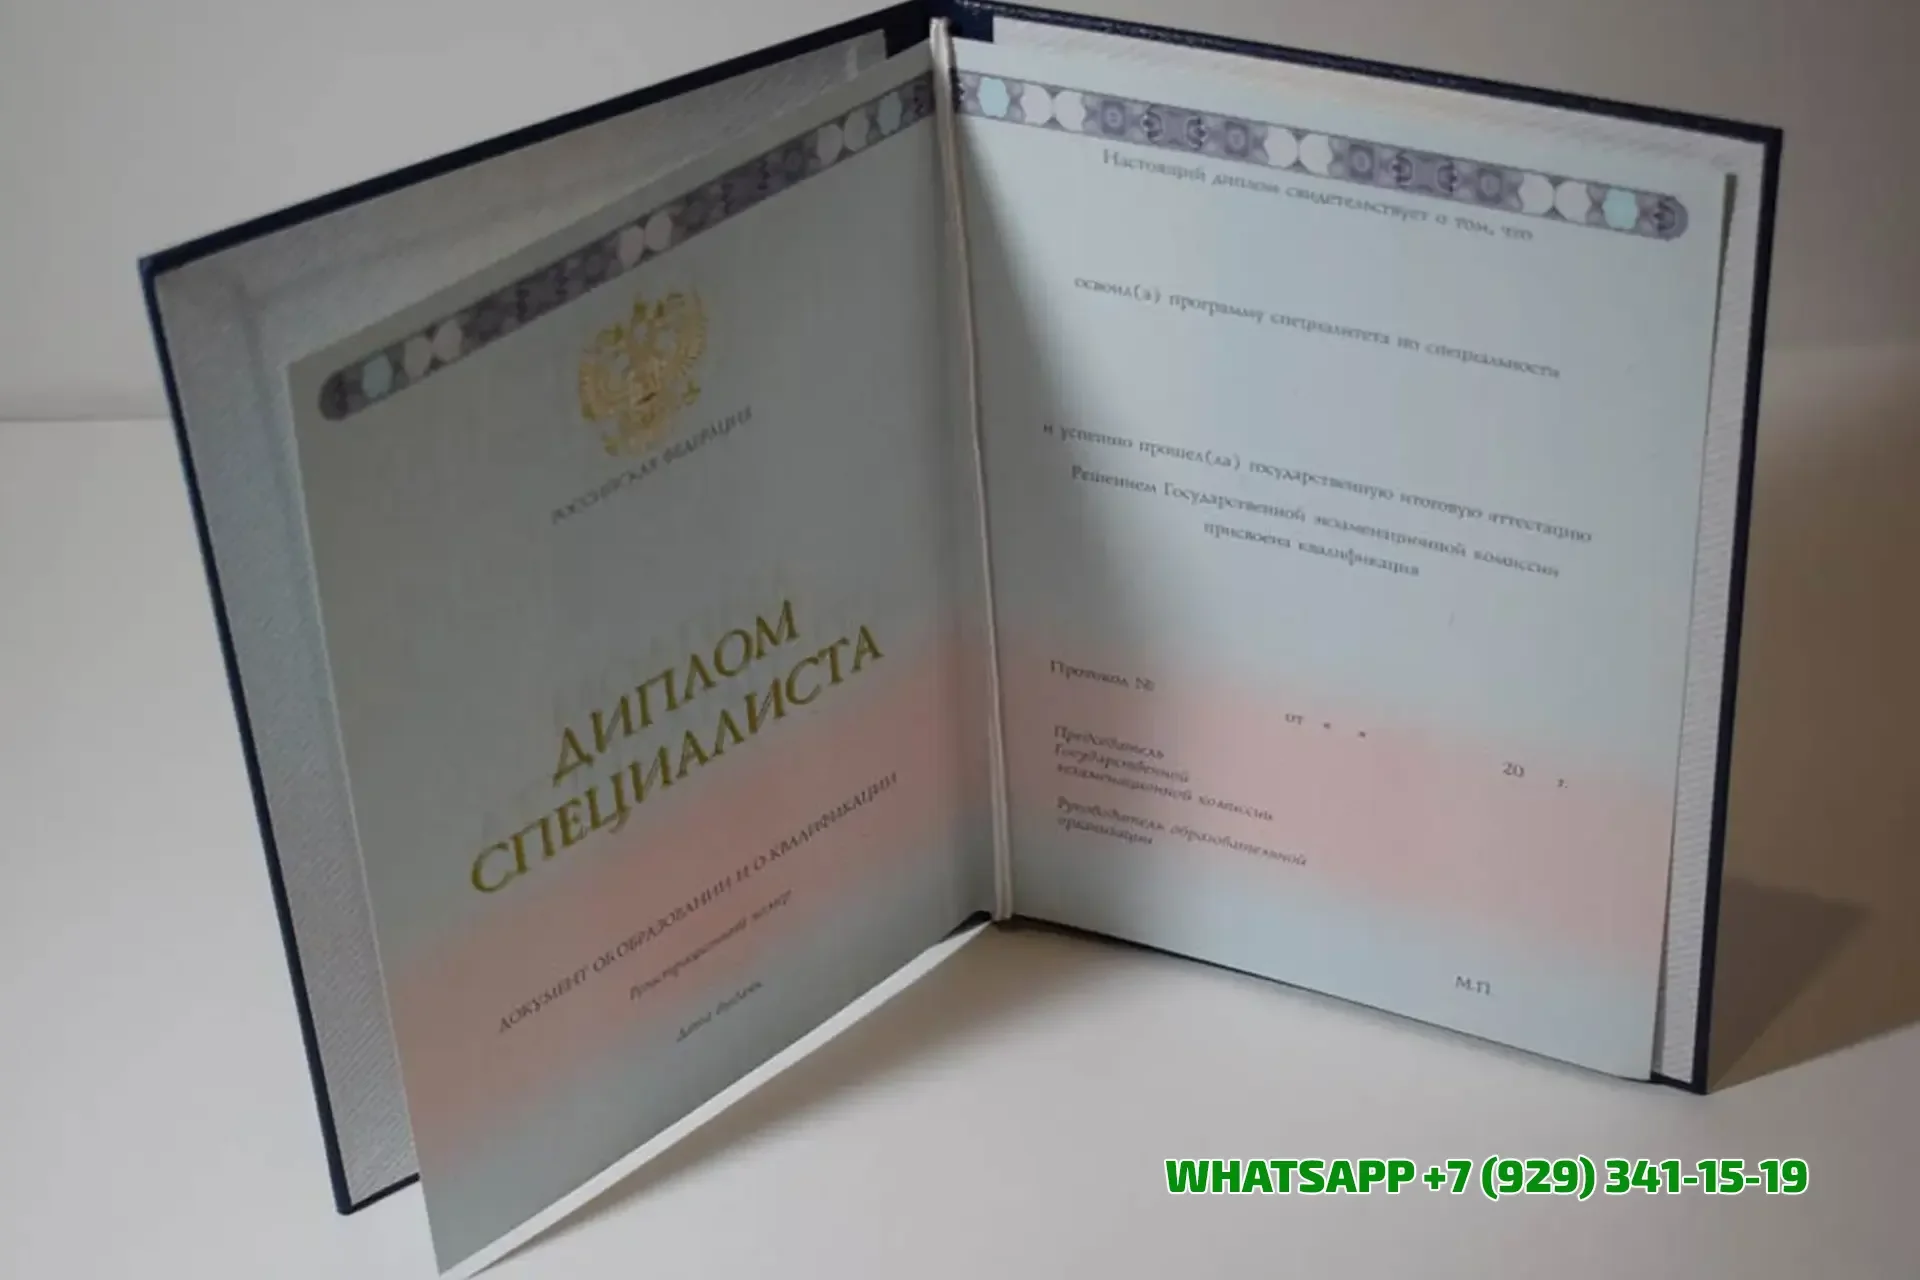 РОССИЙСКАЯ ФЕДЕРАЦИЯ
ДИПЛОМ
СПЕЦИАЛИСТА
ДОКУМЕНТ ОБ ОБРАЗОВАНИИ И О КВАЛИФИКАЦИИ
Регистрационный номер
Дата выдачи
Настоящий диплом свидетельствует о том, что
освоил(а) программу специалитета по специальности
и успешно прошел(ла) государственную итоговую аттестацию
Решением Государственной экзаменационной комиссии
присвоена квалификация
Протокол №
от « » 20 г.
Председатель
Государственной
экзаменационной комиссии
Руководитель образовательной
организации
М.П.
WHATSAPP +7 (929) 341-15-19